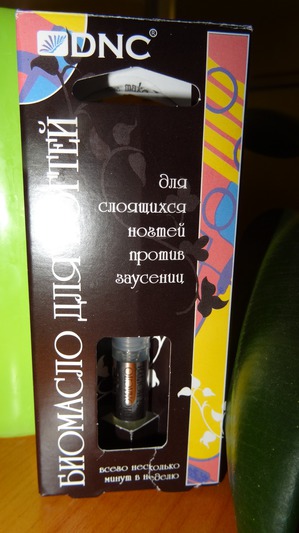 DNC®
БИОМАСЛО ДЛЯ НОГТЕЙ
для
слоящихся
ногтей
против
заусениц
всего несколько
минут в неделю